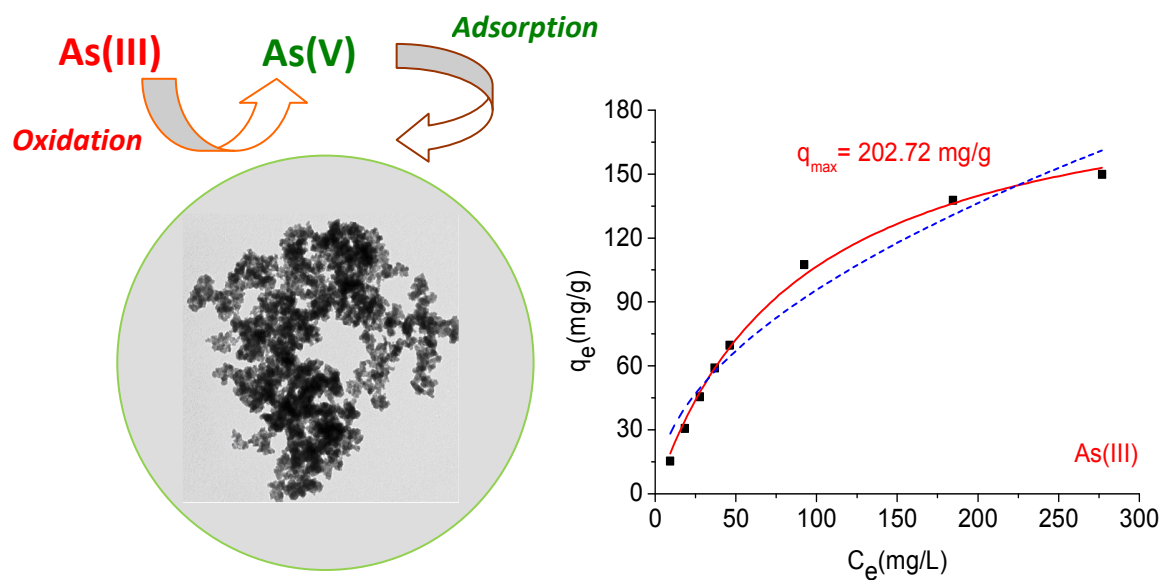 Adsorption
As(III) As(V)
Oxidation
q_max= 202.72 mg/g
180
150
120
90
60
30
0
q_e(mg/g)
As(III)
0 50 100 150 200 250 300
C_e(mg/L)